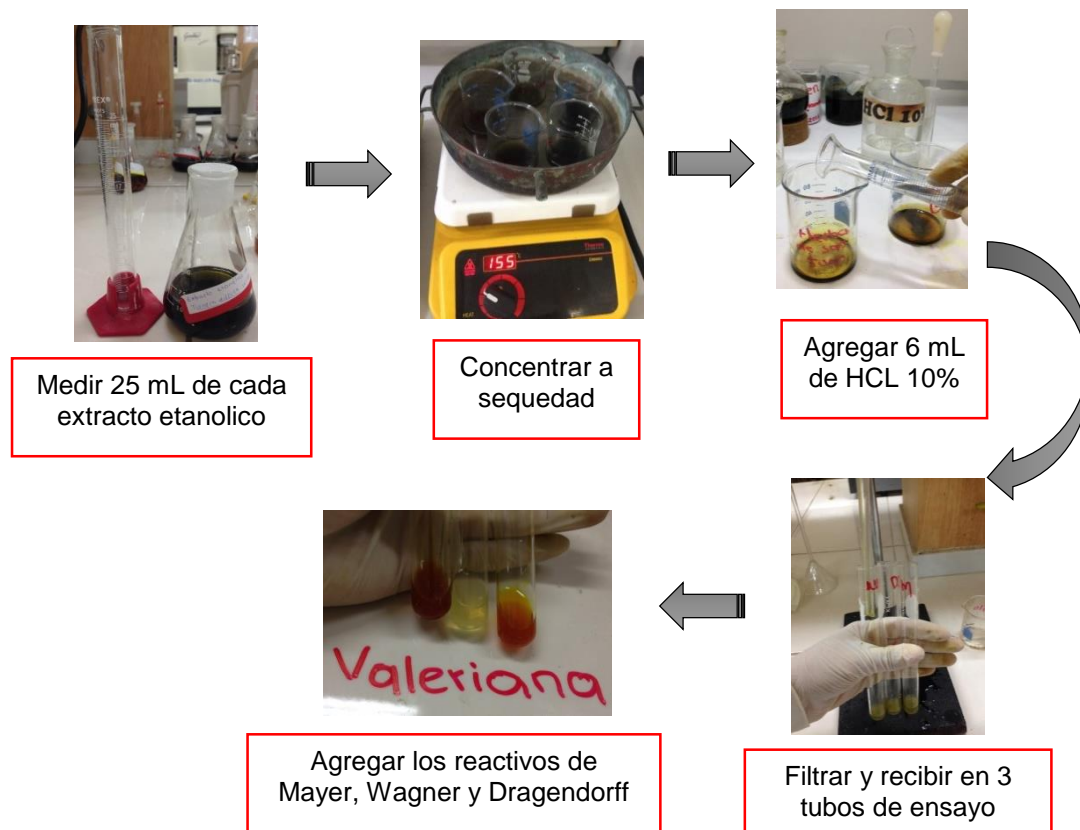 Medir 25 mL de cada
extracto etanolico
155
Concentrar a
sequedad
HCl 10%
Agregar 6 mL
de HCL 10%
Filtrar y recibir en 3
tubos de ensayo
Valeriana
Agregar los reactivos de
Mayer, Wagner y Dragendorff